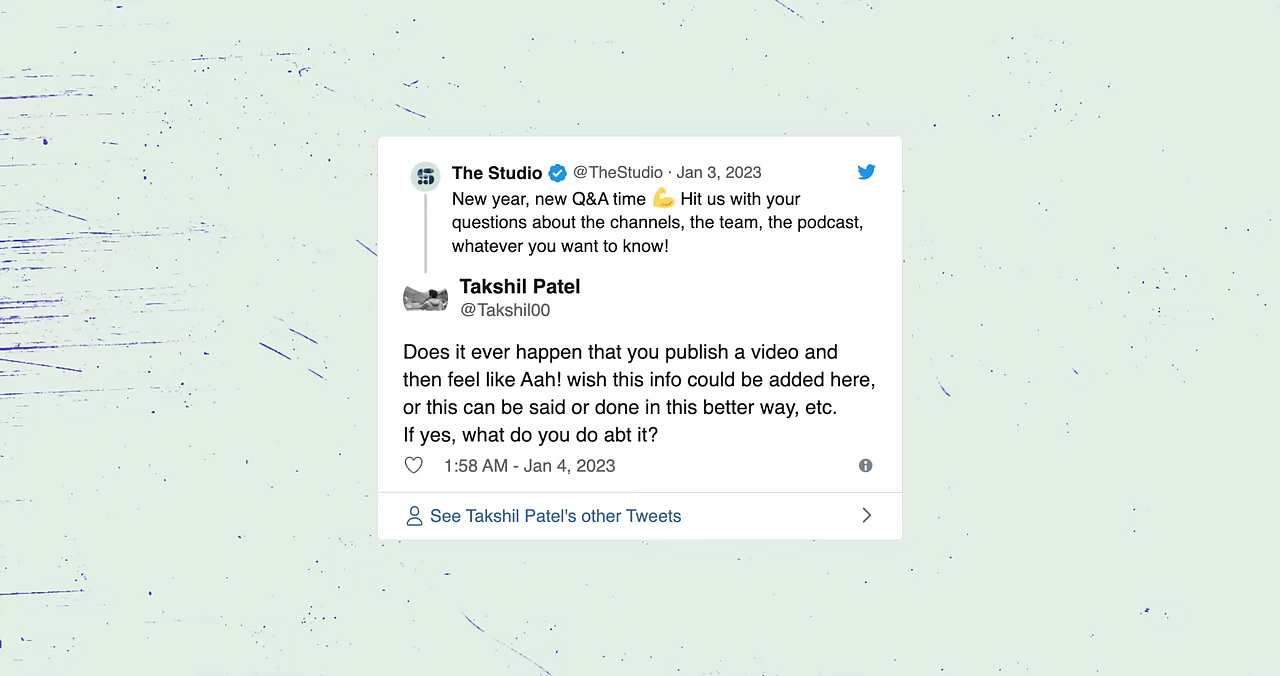 The Studio @TheStudio · Jan 3, 2023
New year, new Q&A time 💪 Hit us with your
questions about the channels, the team, the podcast,
whatever you want to know!
Takshil Patel
@Takshil00
Does it ever happen that you publish a video and
then feel like Aah! wish this info could be added here,
or this can be said or done in this better way, etc.
If yes, what do you do abt it?
1:58 AM - Jan 4, 2023
See Takshil Patel's other Tweets